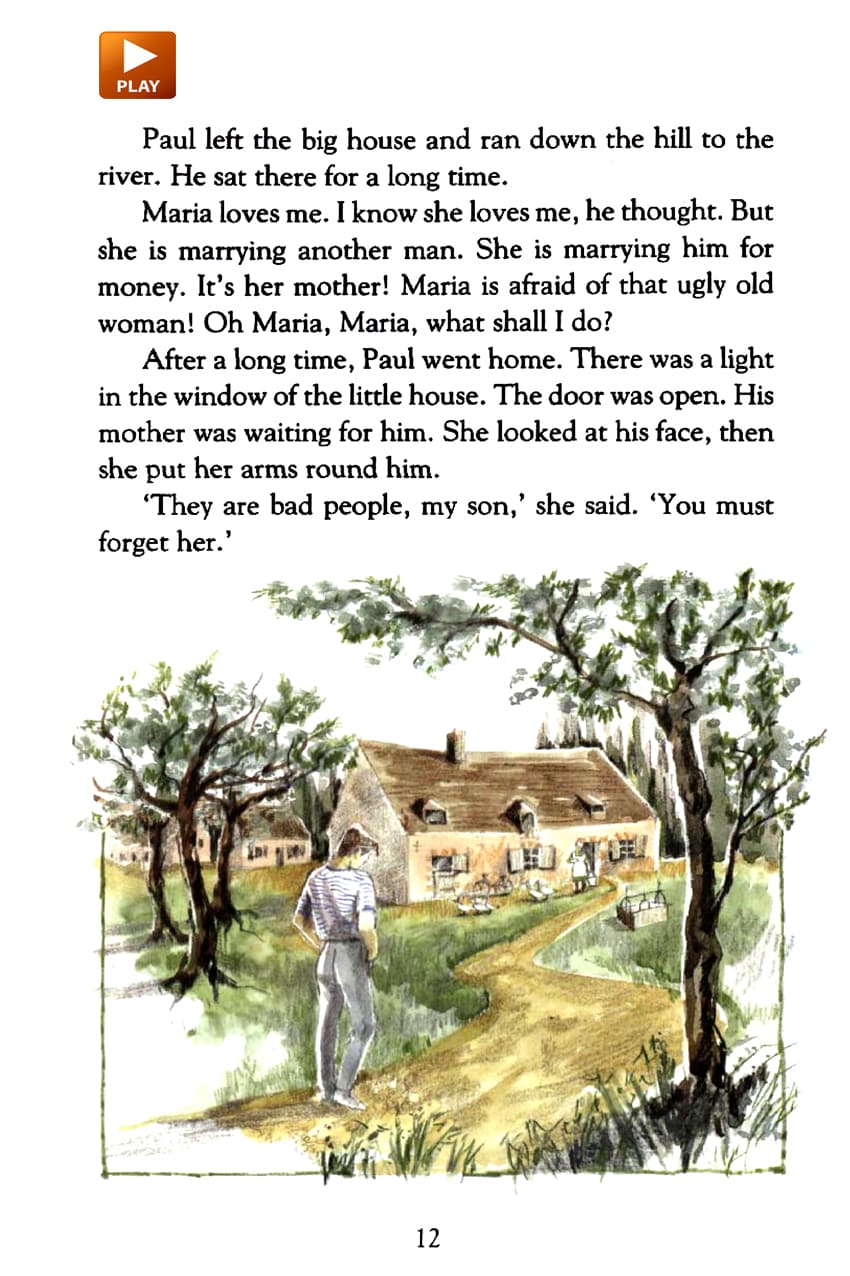 PLAY
Paul left the big house and ran down the hill to the
river. He sat there for a long time.
Maria loves me. I know she loves me, he thought. But
she is marrying another man. She is marrying him for
money. It's her mother! Maria is afraid of that ugly old
woman! Oh Maria, Maria, what shall I do?
After a long time, Paul went home. There was a light
in the window of the little house. The door was open. His
mother was waiting for him. She looked at his face, then
she put her arms round him.
‘They are bad people, my son,’ she said. ‘You must
forget her.’
12